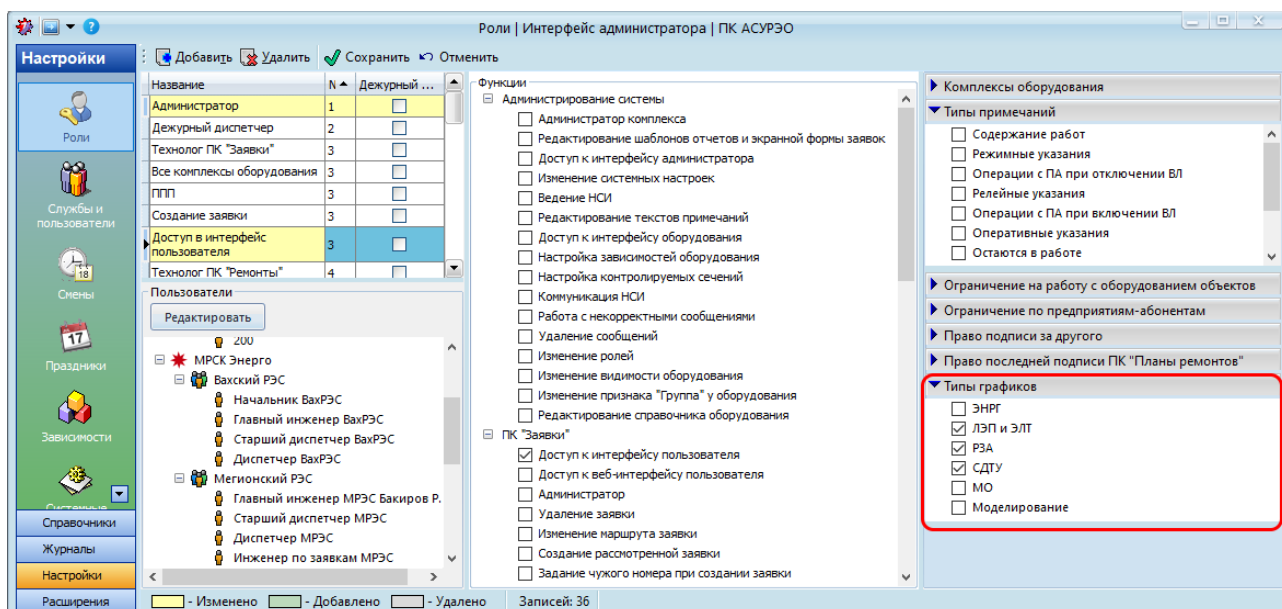 Роли | Интерфейс администратора | ПК АСУРЭО
Настройки
Добавить Удалить Сохранить Отменить
Роли
Службы и
пользователи
18
Смены
17
Праздники
Зависимости
Системные
Справочники
Журналы
Настройки
Расширения
Название N Дежурный ...
Администратор 1
Дежурный диспетчер 2
Технолог ПК "Заявки" 3
Все комплексы оборудования 3
ППП 3
Создание заявки 3
Доступ в интерфейс
пользователя 3
Технолог ПК "Ремонты" 4
Пользователи
Редактировать
200
МРСК Энерго
Вахский РЭС
Начальник ВахРЭС
Главный инженер ВахРЭС
Старший диспетчер ВахРЭС
Диспетчер ВахРЭС
Мегионский РЭС
Главный инженер МРЭС Бакиров Р.
Старший диспетчер МРЭС
Диспетчер МРЭС
Инженер по заявкам МРЭС
Функции
Администрирование системы
Администратор комплекса
Редактирование шаблонов отчетов и экранной формы заявок
Доступ к интерфейсу администратора
Изменение системных настроек
Ведение НСИ
Редактирование текстов примечаний
Доступ к интерфейсу оборудования
Настройка зависимостей оборудования
Настройка контролируемых сечений
Коммуникация НСИ
Работа с некорректными сообщениями
Удаление сообщений
Изменение ролей
Изменение видимости оборудования
Изменение признака "Группа" у оборудования
Редактирование справочника оборудования
ПК "Заявки"
Доступ к интерфейсу пользователя
Доступ к веб-интерфейсу пользователя
Администратор
Удаление заявки
Изменение маршрута заявки
Создание рассмотренной заявки
Задание чужого номера при создании заявки
Комплексы оборудования
Типы примечаний
Содержание работ
Режимные указания
Операции с ПА при отключении ВЛ
Релейные указания
Операции с ПА при включении ВЛ
Оперативные указания
Остаются в работе
Ограничение на работу с оборудованием объектов
Ограничение по предприятиям-абонентам
Право подписи за другого
Право последней подписи ПК "Планы ремонтов"
Типы графиков
ЭНРГ
ЛЭП и ЭЛТ
РЗА
СДТУ
МО
Моделирование
- Изменено - Добавлено - Удалено Записей: 36